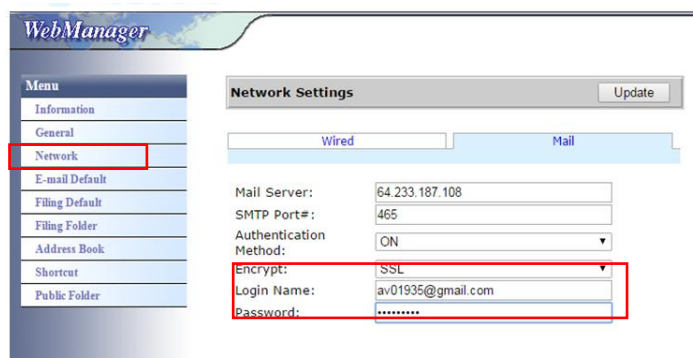 WebManager
Menu
Information
General
Network
E-mail Default
Filing Default
Filing Folder
Address Book
Shortcut
Public Folder
Network Settings
Update
Wired
Mail
Mail Server: 64.233.187.108
SMTP Port#: 465
Authentication
Method: ON
Encrypt: SSL
Login Name: av01935@gmail.com
Password: •••••••••